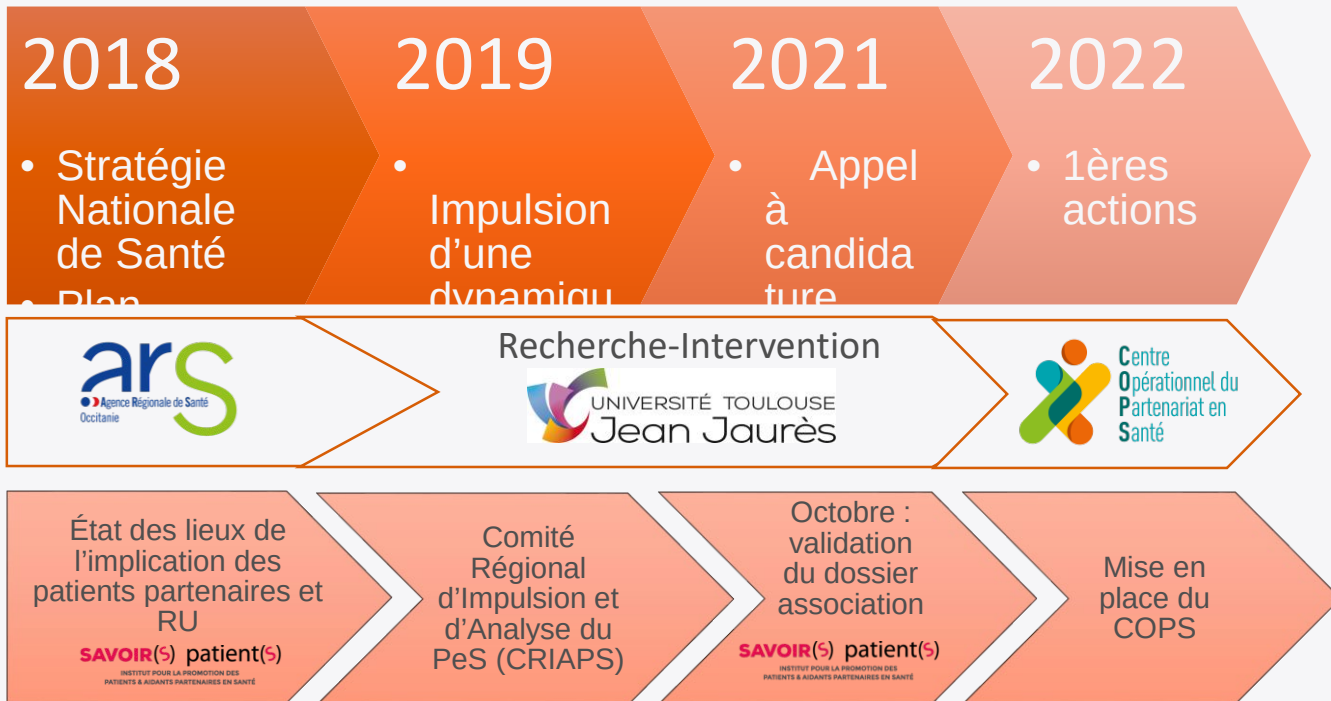 2018
• Stratégie
Nationale
de Santé
• Plan
2019
•
Impulsion
d’une
dynamiqu
2021
• Appel
à
candida
ture
2022
• 1ères
actions
ars
Agence Régionale de Santé
Occitanie
Recherche-Intervention
UNIVERSITÉ TOULOUSE
Jean Jaurès
Centre
Opérationnel du
Partenariat en
Santé
État des lieux de
l’implication des
patients partenaires et
RU
SAVOIR(S) patient(S)
INSTITUT POUR LA PROMOTION DES
PATIENTS & AIDANTS PARTENAIRES EN SANTÉ
Comité
Régional
d’Impulsion et
d’Analyse du
PeS (CRIAPS)
Octobre :
validation
du dossier
association
SAVOIR(S) patient(S)
INSTITUT POUR LA PROMOTION DES
PATIENTS & AIDANTS PARTENAIRES EN SANTÉ
Mise en
place du
COPS